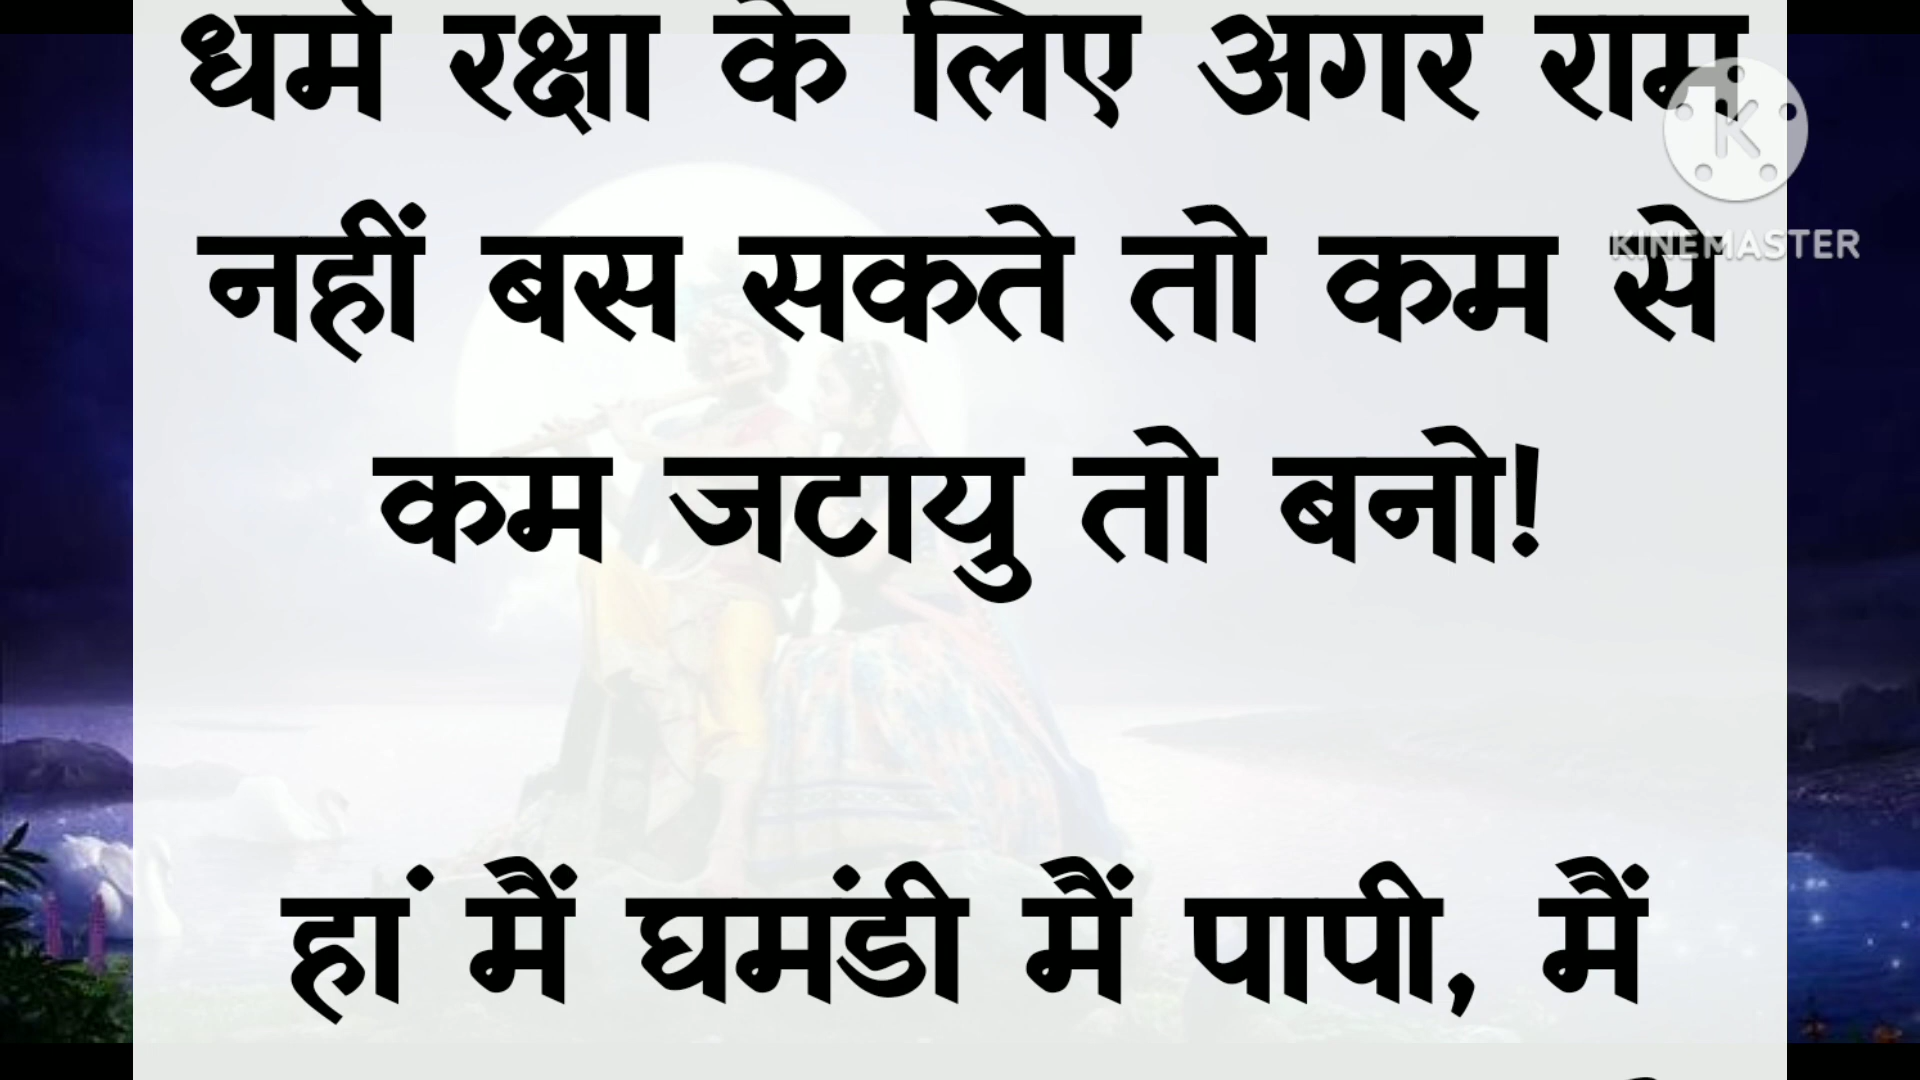 धर्म रक्षा के लिए अगर राम
नहीं बस सकते तो कम से
कम जटायु तो बनो!
हां मैं घमंडी मैं पापी, मैं
KINEMASTER